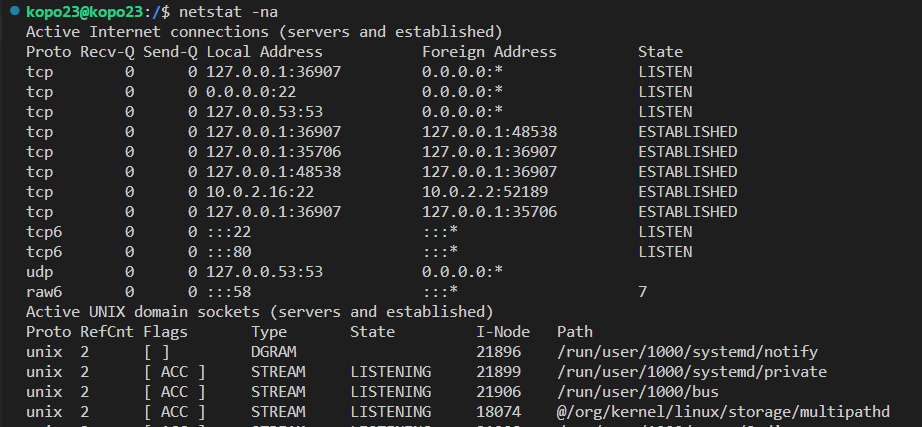 kopo23@kopo23:/$ netstat -na
Active Internet connections (servers and established)
Proto Recv-Q Send-Q Local Address Foreign Address State
tcp 0 0 127.0.0.1:36907 0.0.0.0:* LISTEN
tcp 0 0 0.0.0.0:22 0.0.0.0:* LISTEN
tcp 0 0 127.0.0.53:53 0.0.0.0:* LISTEN
tcp 0 0 127.0.0.1:36907 127.0.0.1:48538 ESTABLISHED
tcp 0 0 127.0.0.1:35706 127.0.0.1:36907 ESTABLISHED
tcp 0 0 127.0.0.1:48538 127.0.0.1:36907 ESTABLISHED
tcp 0 0 10.0.2.16:22 10.0.2.2:52189 ESTABLISHED
tcp 0 0 127.0.0.1:36907 127.0.0.1:35706 ESTABLISHED
tcp6 0 0 :::22 :::* LISTEN
tcp6 0 0 :::80 :::* LISTEN
udp 0 0 127.0.0.53:53 0.0.0.0:*
raw6 0 0 :::58 :::* 7
Active UNIX domain sockets (servers and established)
Proto RefCnt Flags Type State I-Node Path
unix 2 [ ] DGRAM 21896 /run/user/1000/systemd/notify
unix 2 [ ACC ] STREAM LISTENING 21899 /run/user/1000/systemd/private
unix 2 [ ACC ] STREAM LISTENING 21906 /run/user/1000/bus
unix 2 [ ACC ] STREAM LISTENING 18074 @/org/kernel/linux/storage/multipathd